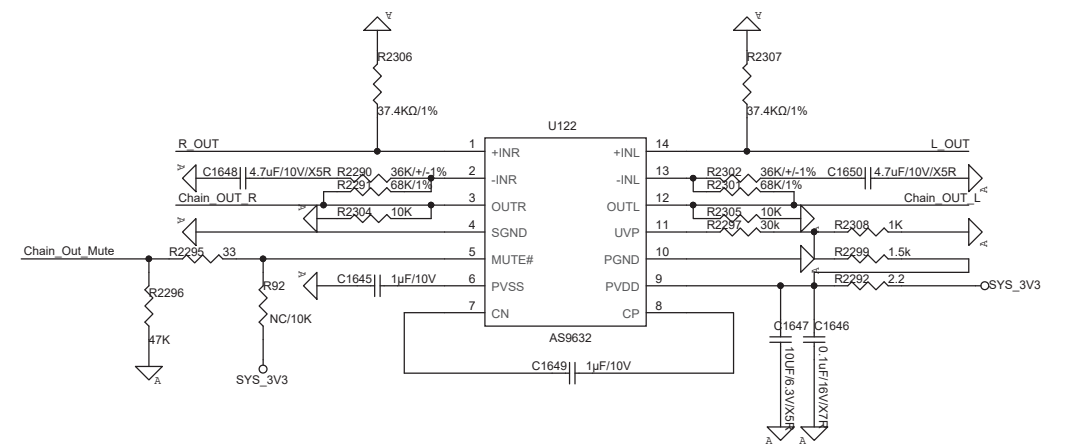 A
A
R2306
R2307
37.4KΩ/1%
37.4KΩ/1%
U122
R_OUT
1
+INR
+INL
14
L_OUT
A
C1648
4.7uF/10V/X5R
R2290
36K/+/-1%
2
-INR
-INL
13
R2302
36K/+/-1%
C1650
4.7uF/10V/X5R
A
R2291
68K/1%
R2301
68K/1%
Chain_OUT_R
3
OUTR
OUTL
12
Chain_OUT_L
A
R2304
10K
R2305
10K
A
4
SGND
UVP
11
R2297
30k
R2308
1K
A
Chain_Out_Mute
R2295
33
5
MUTE#
PGND
10
R2299
1.5k
A
C1645
1µF/10V
6
PVSS
PVDD
9
R2292
2.2
SYS_3V3
R2296
R92
7
CN
CP
8
NC/10K
47K
AS9632
C1647
C1646
10UF/6.3V/X5R
0.1uF/16V/X7R
C1649
1µF/10V
A
SYS_3V3
A
A